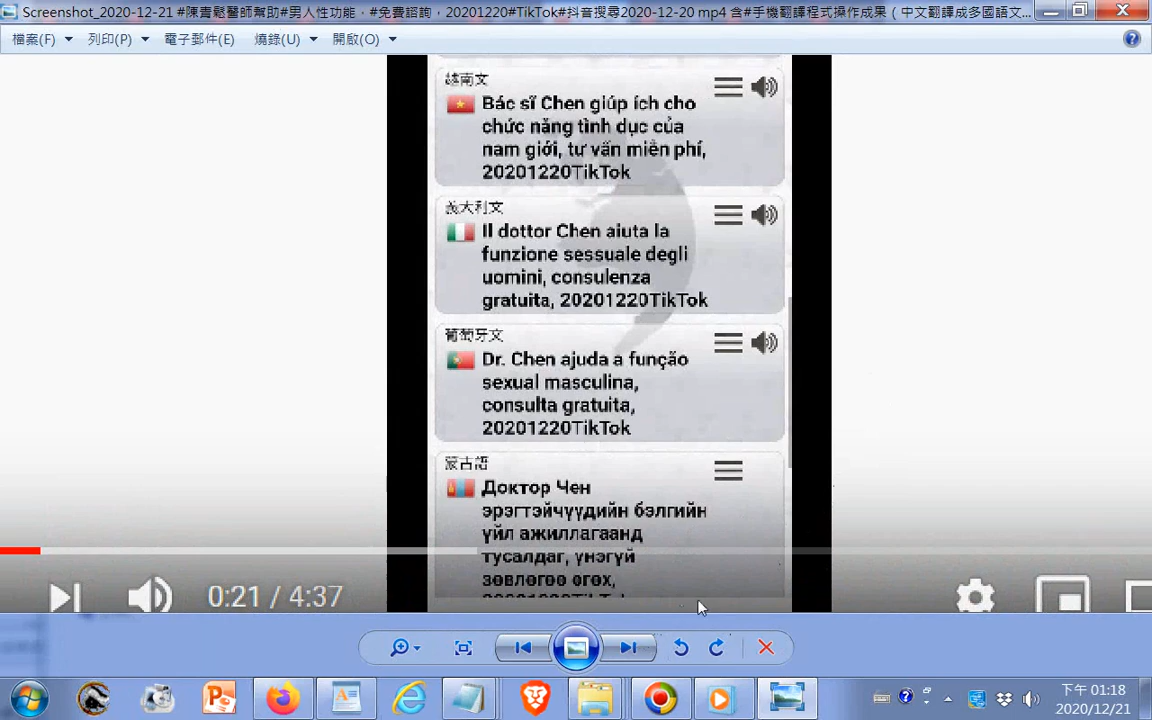 Screenshot_2020-12-21 #陳喬鬆醫師幫助#男人性功能．#免費諮詢，20201220#TikTok#抖音搜尋2020-12-20 mp4 含#手機翻譯程式操作成果（中文翻譯成多國語文...
檔案(F) 列印(P) 電子郵件(E) 燒錄(U) 開啟(O)
越南文
Bác sĩ Chen giúp ích cho
chức năng tình dục của
nam giới, tư vấn miễn phí,
20201220TikTok
義大利文
Il dottor Chen aiuta la
funzione sessuale degli
uomini, consulenza
gratuita, 20201220TikTok
葡萄牙文
Dr. Chen ajuda a função
sexual masculina,
consulta gratuita,
20201220TikTok
蒙古語
Доктор Чен
эрэгтэйчүүдийн бэлгийн
үйл ажиллагаанд
тусалдаг, үнэгүй
зөвлөгөө өгөх,
20201220TikTok
0:21 / 4:37
下午 01:18
2020/12/21